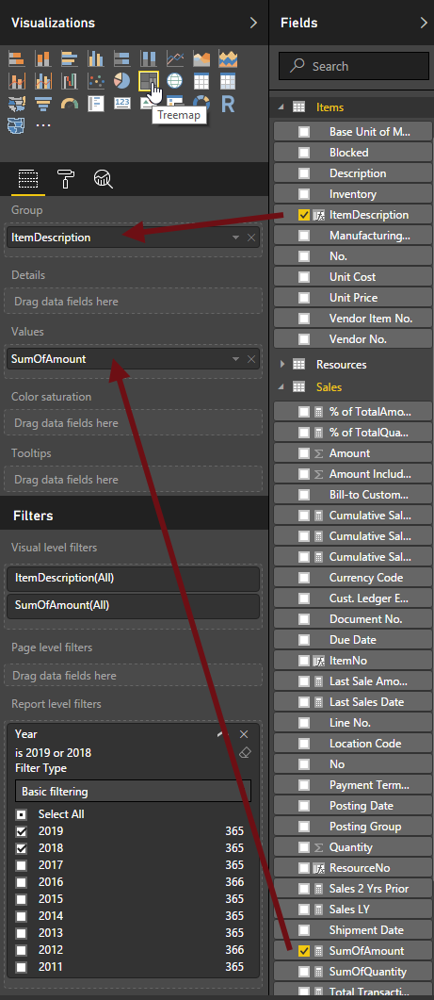 Visualizations
123
R
Treemap
Group
ItemDescription
Details
Drag data fields here
Values
SumOfAmount
Color saturation
Drag data fields here
Tooltips
Drag data fields here
Filters
Visual level filters
ItemDescription(All)
SumOfAmount(All)
Page level filters
Drag data fields here
Report level filters
Year
is 2019 or 2018
Filter Type
Basic filtering
Select All
2019 365
2018 365
2017 365
2016 366
2015 365
2014 365
2013 365
2012 366
2011 365
Fields
Search
Items
Base Unit of M...
Blocked
Description
Inventory
ItemDescription
Manufacturing...
No.
Unit Cost
Unit Price
Vendor Item No.
Vendor No.
Resources
Sales
% of TotalAmo...
% of TotalQua...
Amount
Amount Includ...
Bill-to Custom...
Cumulative Sal...
Cumulative Sal...
Cumulative Sal...
Currency Code
Cust. Ledger E...
Document No.
Due Date
ItemNo
Last Sale Amo...
Last Sales Date
Line No.
Location Code
No
Payment Term...
Posting Date
Posting Group
Quantity
ResourceNo
Sales 2 Yrs Prior
Sales LY
Shipment Date
SumOfAmount
SumOfQuantity
Total Transacti...